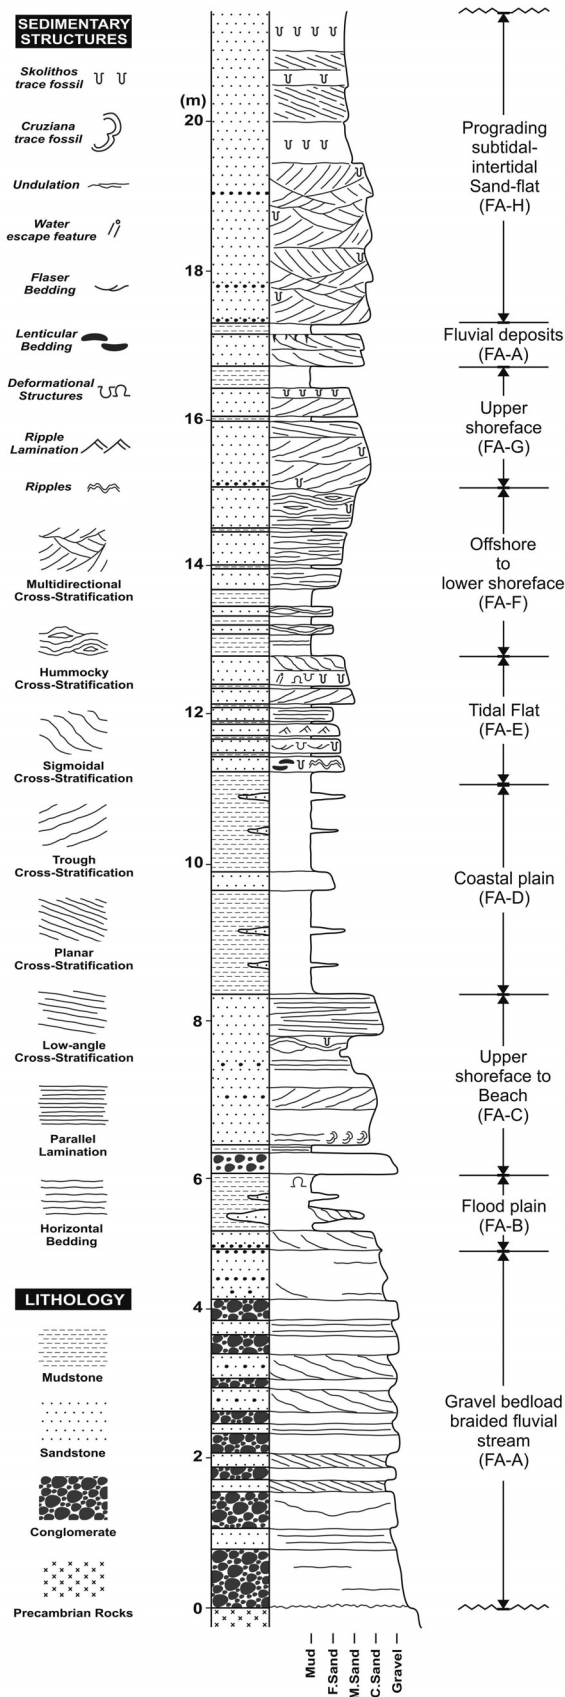 SEDIMENTARY
STRUCTURES
Skolithos
trace fossil
Cruziana
trace fossil
Undulation
Water
escape feature
Flaser
Bedding
Lenticular
Bedding
Deformational
Structures
Ripple
Lamination
Ripples
Multidirectional
Cross-Stratification
Hummocky
Cross-Stratification
Sigmoidal
Cross-Stratification
Trough
Cross-Stratification
Planar
Cross-Stratification
Low-angle
Cross-Stratification
Parallel
Lamination
Horizontal
Bedding
LITHOLOGY
Mudstone
Sandstone
Conglomerate
Precambrian Rocks
(m)
20
18
16
14
12
10
8
6
4
2
0
Mud
F.Sand
M.Sand
C.Sand
Gravel
Prograding
subtidal-
intertidal
Sand-flat
(FA-H)
Fluvial deposits
(FA-A)
Upper
shoreface
(FA-G)
Offshore
to
lower shoreface
(FA-F)
Tidal Flat
(FA-E)
Coastal plain
(FA-D)
Upper
shoreface to
Beach
(FA-C)
Flood plain
(FA-B)
Gravel bedload
braided fluvial
stream
(FA-A)